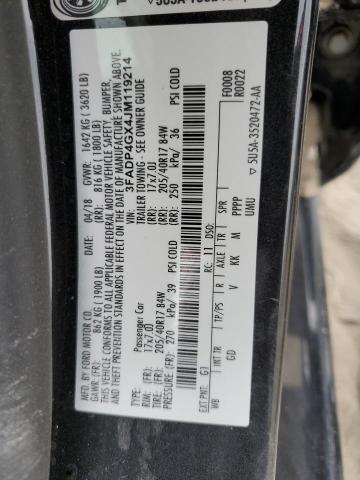 5U5A-
MFD. BY FORD MOTOR CO.
04/18 GVWR: 1642 KG ( 3620 LB)
GAWR: (FR): 862 KG (1900 LB) (RR): 816 KG (1800 LB)
THIS VEHICLE CONFORMS TO ALL APPLICABLE FEDERAL MOTOR VEHICLE SAFETY, BUMPER, AND THEFT PREVENTION STANDARDS IN EFFECT ON THE DATE OF MANUFACTURE SHOWN ABOVE.
VIN: 3FADP4GX4JM119214
TYPE: Passenger Car TRAILER TOWING - SEE OWNER GUIDE
RIM: (FR): 17x7.0J (RR): 17x7.0J
TIRE: (FR): 205/40R17 84W (RR): 205/40R17 84W
PRESSURE: (FR): 270 kPa/ 39 PSI COLD (RR): 250 kPa/ 36 PSI COLD
F0008
R0022
EXT PNT: G1 RC: 11 DSO:
WB INT TR TP/PS R AXLE TR SPR
GD V KK M PPPP
UMU
▽ 5U5A-3520472-AA